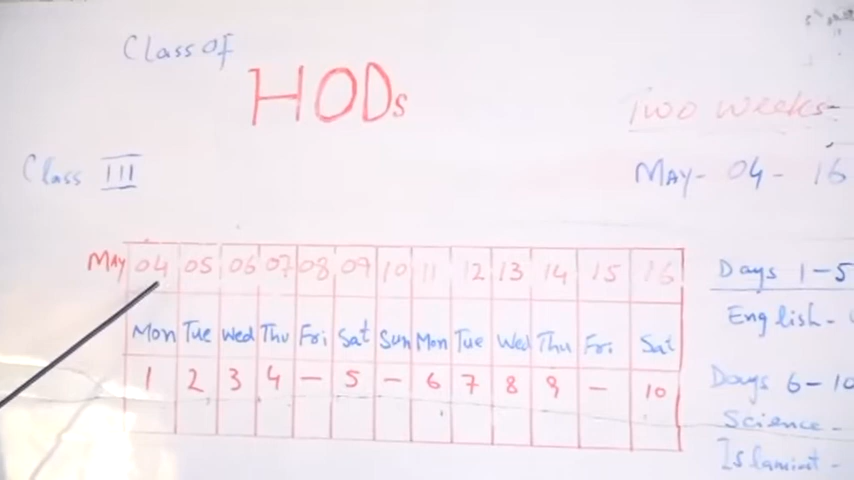 Class of
HODs
Two Weeks-
May- 04- 16
Class III
May 04 05 06 07 08 09 10 11 12 13 14 15 16
Mon Tue Wed Thu Fri Sat Sun Mon Tue Wed Thu Fri Sat
1 2 3 4 - 5 - 6 7 8 9 - 10
Days 1-5
English-
Days 6-10
Science-
Islamiat-